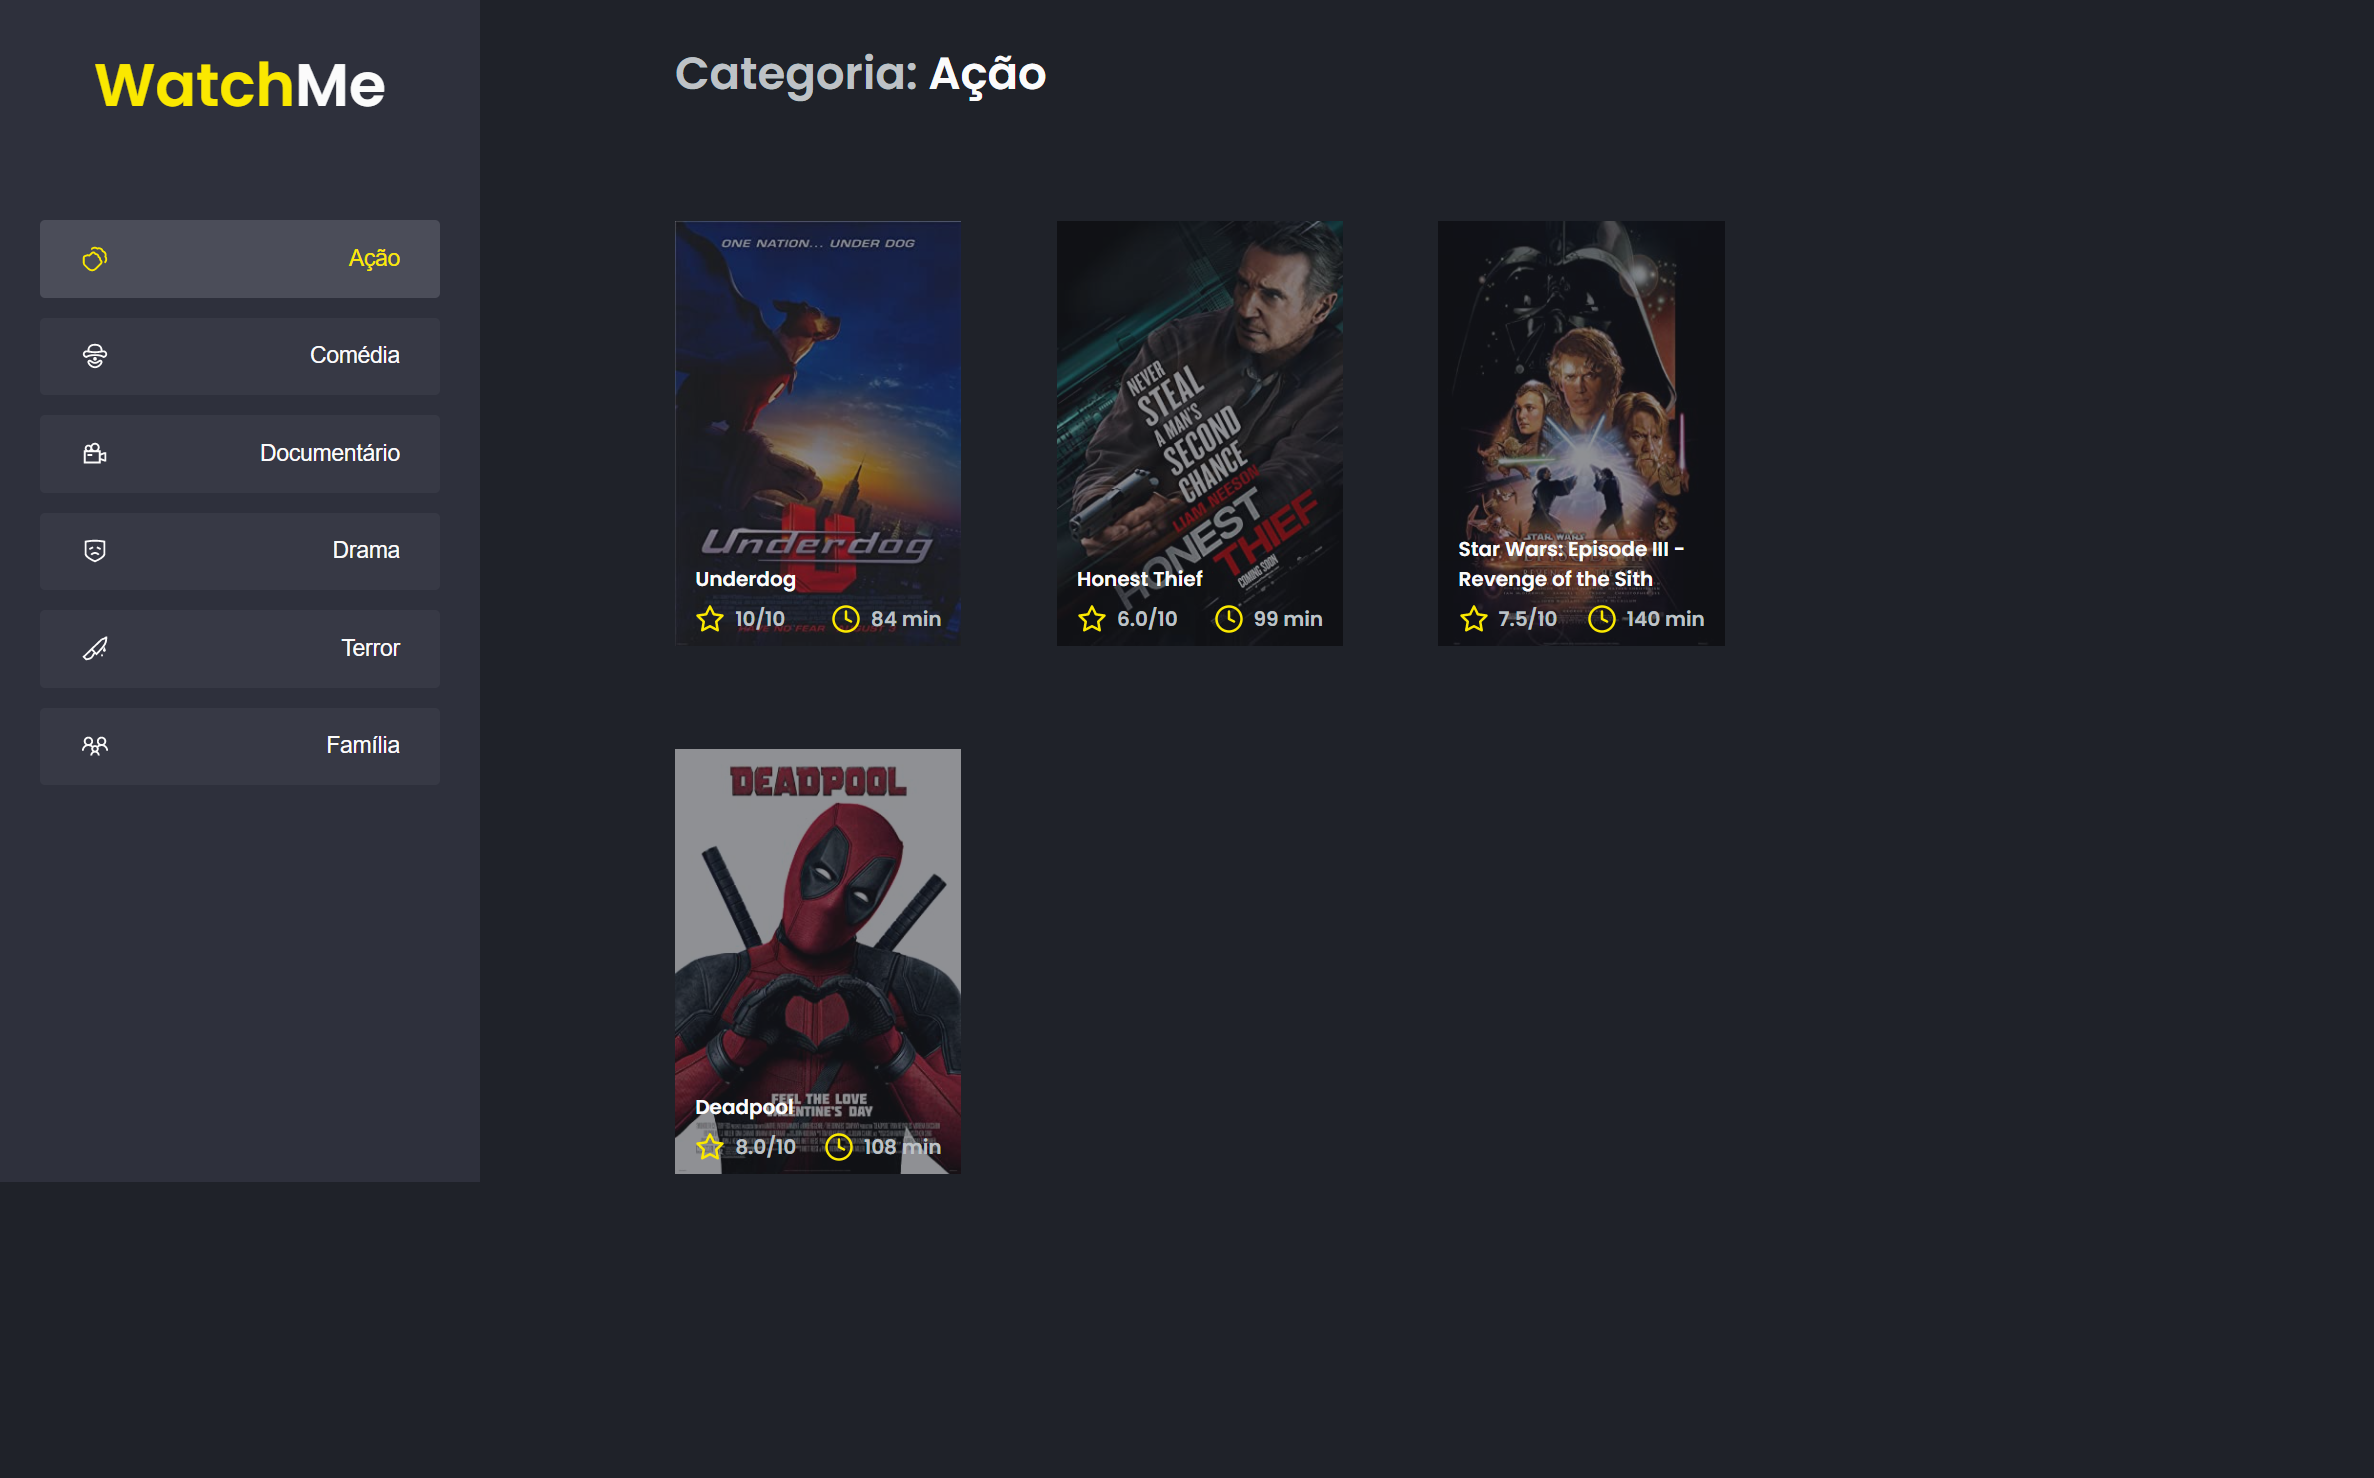 WatchMe
Ação
Comédia
Documentário
Drama
Terror
Família
Categoria: Ação
ONE NATION... UNDER DOG
Underdog
Underdog
10/10 84 min
NEVER
STEAL
A MAN'S
SECOND
CHANCE
LIAM NEESON
HONEST
THIEF
COMING SOON
Honest Thief
6.0/10 99 min
STAR WARS
Star Wars: Episode III -
Revenge of the Sith
7.5/10 140 min
DEADPOOL
FEEL THE LOVE
DAY
Deadpool
8.0/10 108 min